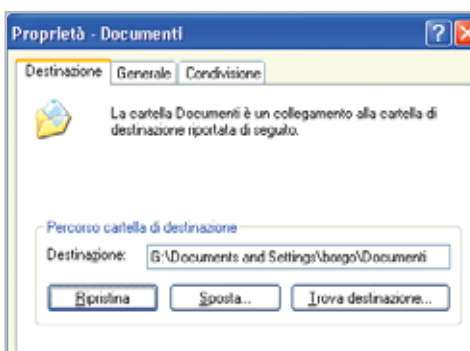 Proprietà - Documenti
Destinazione Generale Condivisione
La cartella Documenti è un collegamento alla cartella di
destinazione riportata di seguito.
Percorso cartella di destinazione
Destinazione: G:\Documents and Settings\borgo\Documenti
Ripristina Sposta... Trova destinazione...